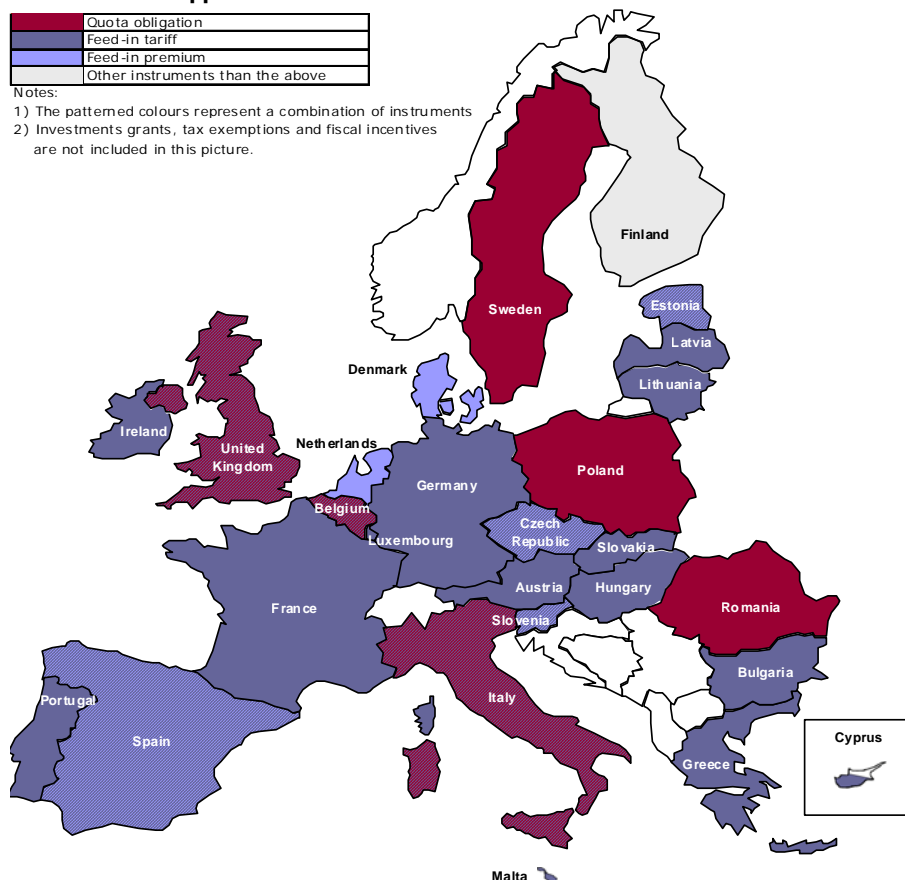 Quota obligation
Feed-in tariff
Feed-in premium
Other instruments than the above
Notes:
1) The patterned colours represent a combination of instruments
2) Investments grants, tax exemptions and fiscal incentives
are not included in this picture.
Finland
Sweden
Estonia
Latvia
Lithuania
Denmark
Ireland
United
Kingdom
Netherlands
Belgium
Germany
Poland
Luxembourg
Czech
Republic
Slovakia
Austria
Hungary
France
Slovenia
Romania
Bulgaria
Italy
Portugal
Spain
Greece
Cyprus
Malta